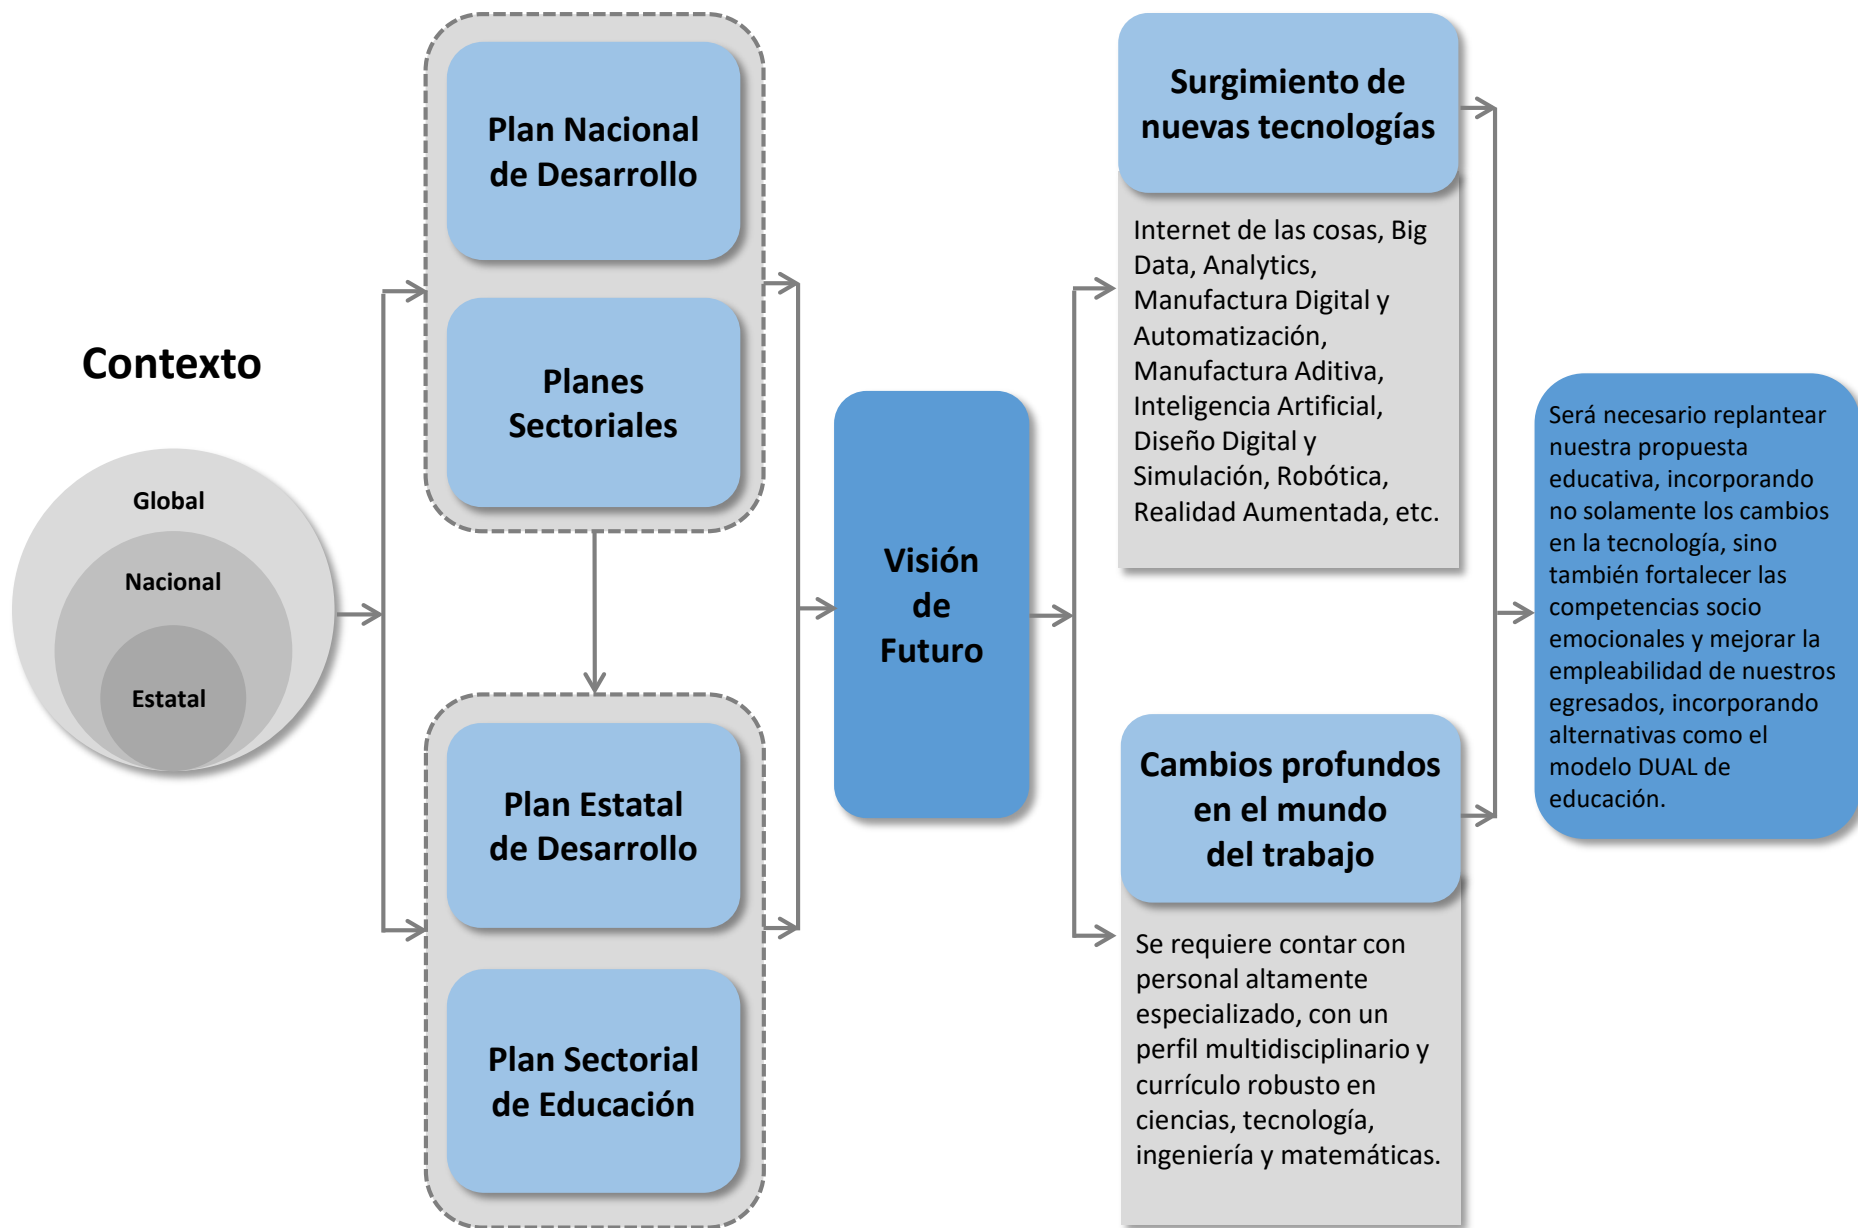 Contexto
Global
Nacional
Estatal
Plan Nacional
de Desarrollo
Planes
Sectoriales
Plan Estatal
de Desarrollo
Plan Sectorial
de Educación
Visión
de
Futuro
Surgimiento de
nuevas tecnologías
Internet de las cosas, Big
Data, Analytics,
Manufactura Digital y
Automatización,
Manufactura Aditiva,
Inteligencia Artificial,
Diseño Digital y
Simulación, Robótica,
Realidad Aumentada, etc.
Cambios profundos
en el mundo
del trabajo
Se requiere contar con
personal altamente
especializado, con un
perfil multidisciplinario y
currículo robusto en
ciencias, tecnología,
ingeniería y matemáticas.
Será necesario replantear
nuestra propuesta
educativa, incorporando
no solamente los cambios
en la tecnología, sino
también fortalecer las
competencias socio
emocionales y mejorar la
empleabilidad de nuestros
egresados, incorporando
alternativas como el
modelo DUAL de
educación.